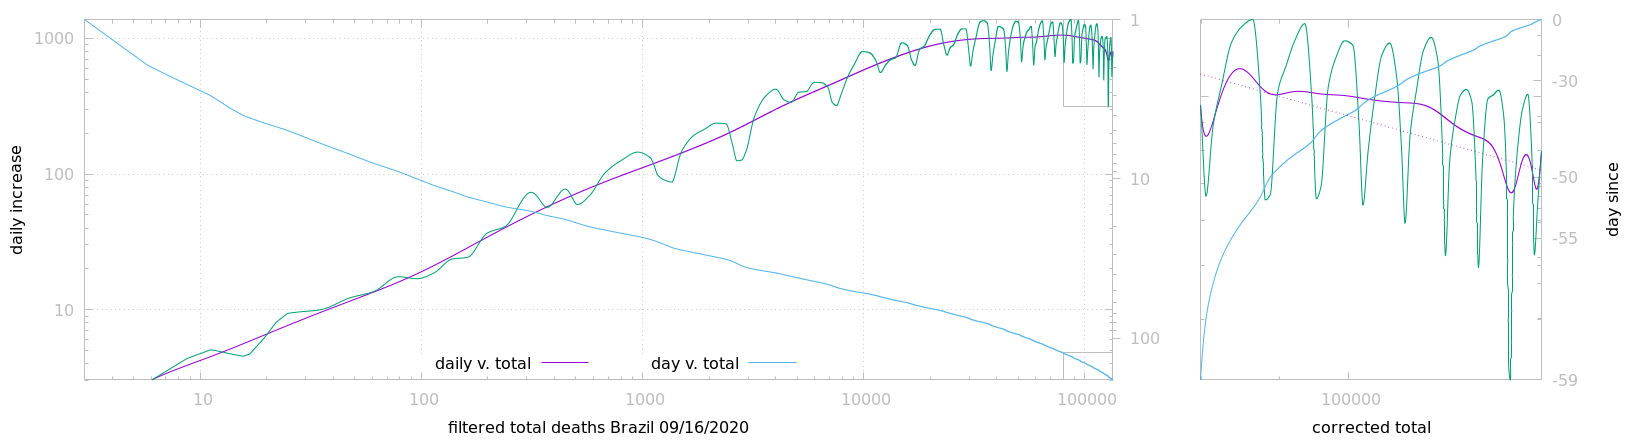 1000
100
10
daily increase
daily v. total
day v. total
1
10
100
10
100
1000
10000
100000
filtered total deaths Brazil 09/16/2020
0
-30
-50
-55
-59
day since
100000
corrected total